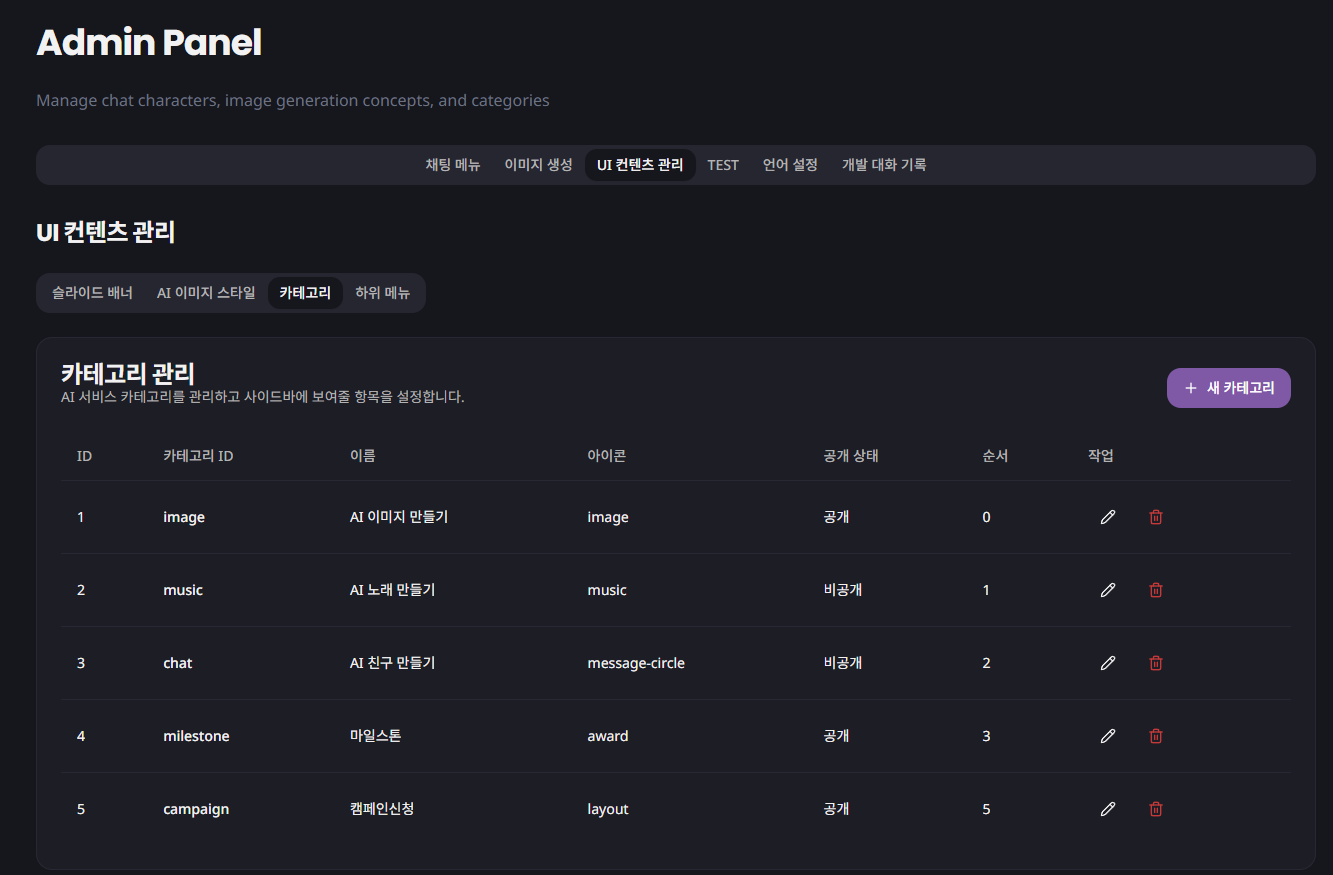 Admin Panel
Manage chat characters, image generation concepts, and categories
채팅 메뉴 이미지 생성 UI 컨텐츠 관리 TEST 언어 설정 개발 대화 기록
UI 컨텐츠 관리
슬라이드 배너 AI 이미지 스타일 카테고리 하위 메뉴
카테고리 관리
AI 서비스 카테고리를 관리하고 사이드바에 보여줄 항목을 설정합니다.
+ 새 카테고리
ID 카테고리 ID 이름 아이콘 공개 상태 순서 작업
1 image AI 이미지 만들기 image 공개 0
2 music AI 노래 만들기 music 비공개 1
3 chat AI 친구 만들기 message-circle 비공개 2
4 milestone 마일스톤 award 공개 3
5 campaign 캠페인신청 layout 공개 5